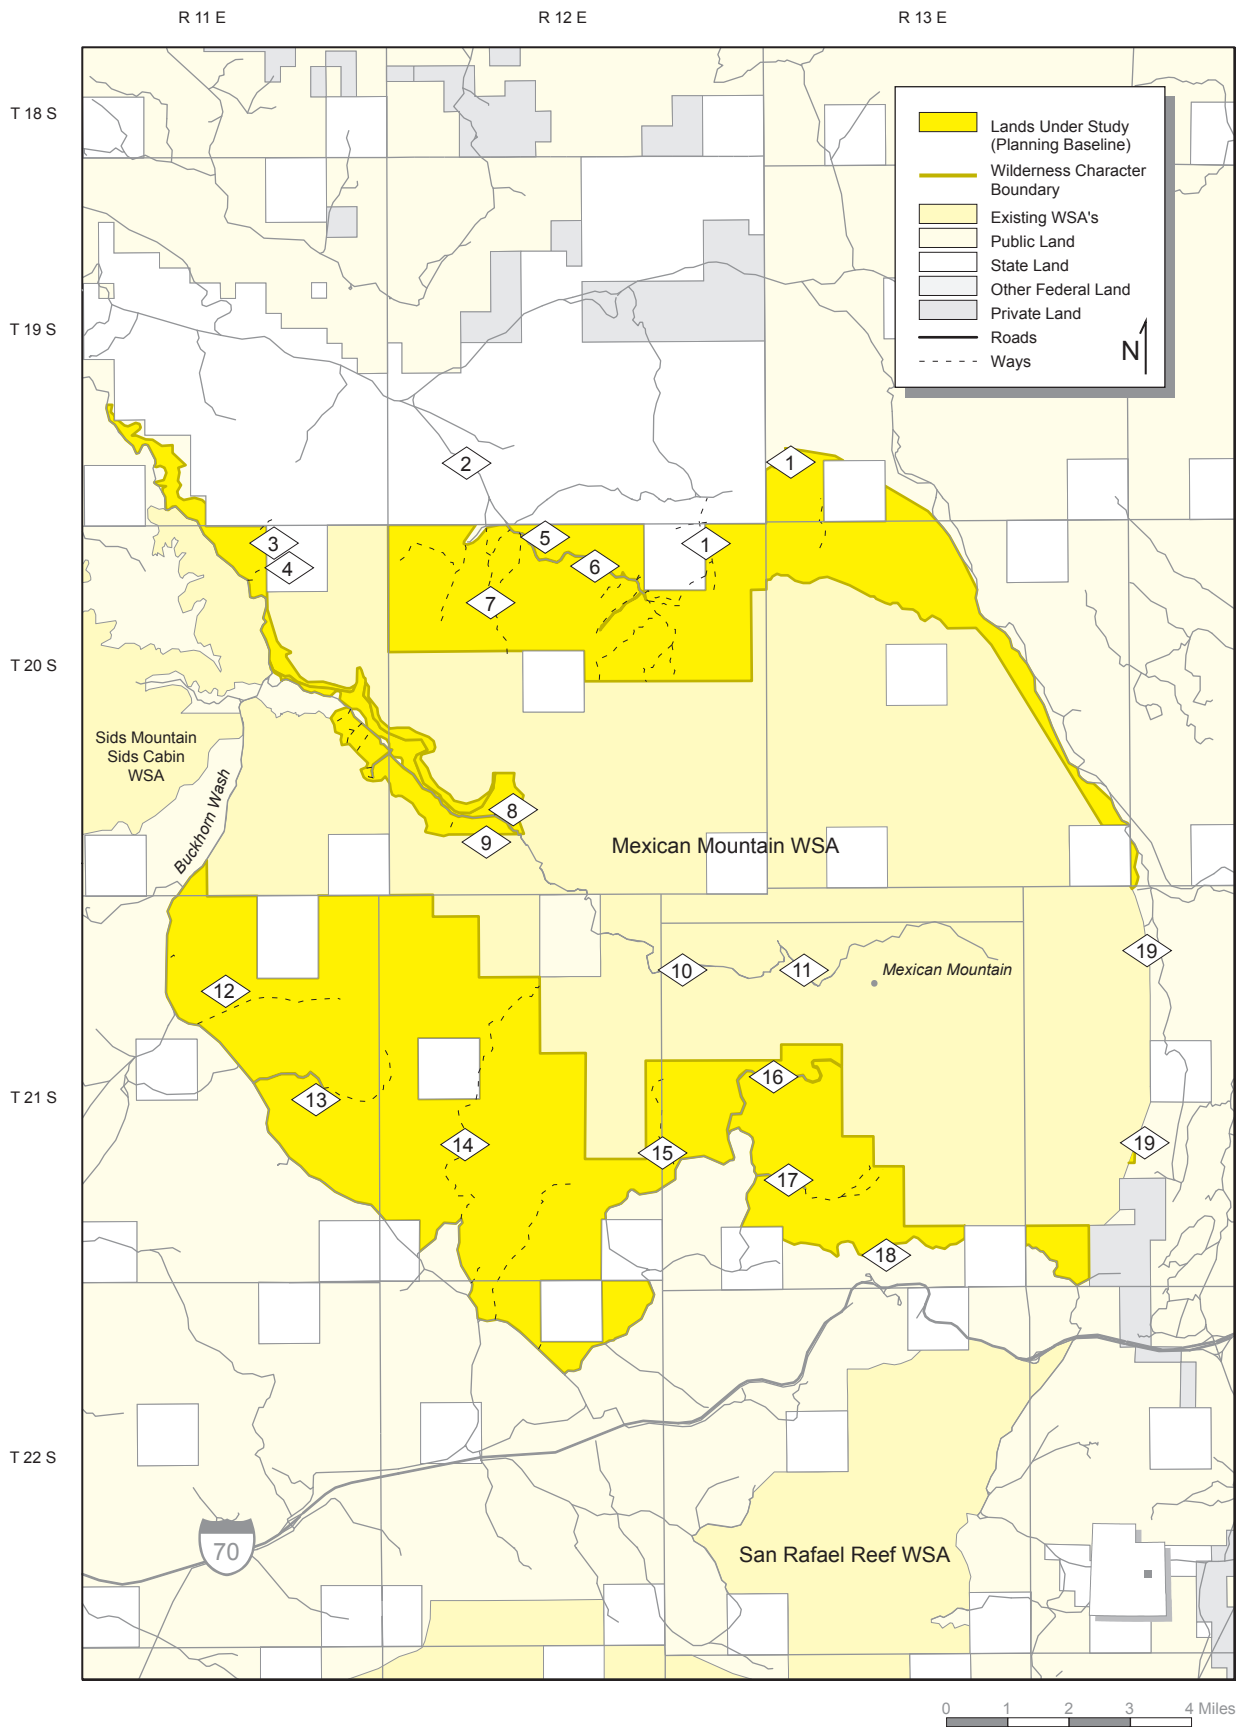 R 11 E
R 12 E
R 13 E
T 18 S
Lands Under Study
(Planning Baseline)
Wilderness Character
Boundary
Existing WSA's
Public Land
State Land
Other Federal Land
Private Land
Roads
Ways
N
T 19 S
2
1
3
4
5
6
1
7
T 20 S
Sids Mountain
Sids Cabin
WSA
Buckhorn Wash
8
9
Mexican Mountain WSA
10
11
Mexican Mountain
19
12
13
14
15
16
17
18
19
T 21 S
T 22 S
70
San Rafael Reef WSA
0 1 2 3 4 Miles